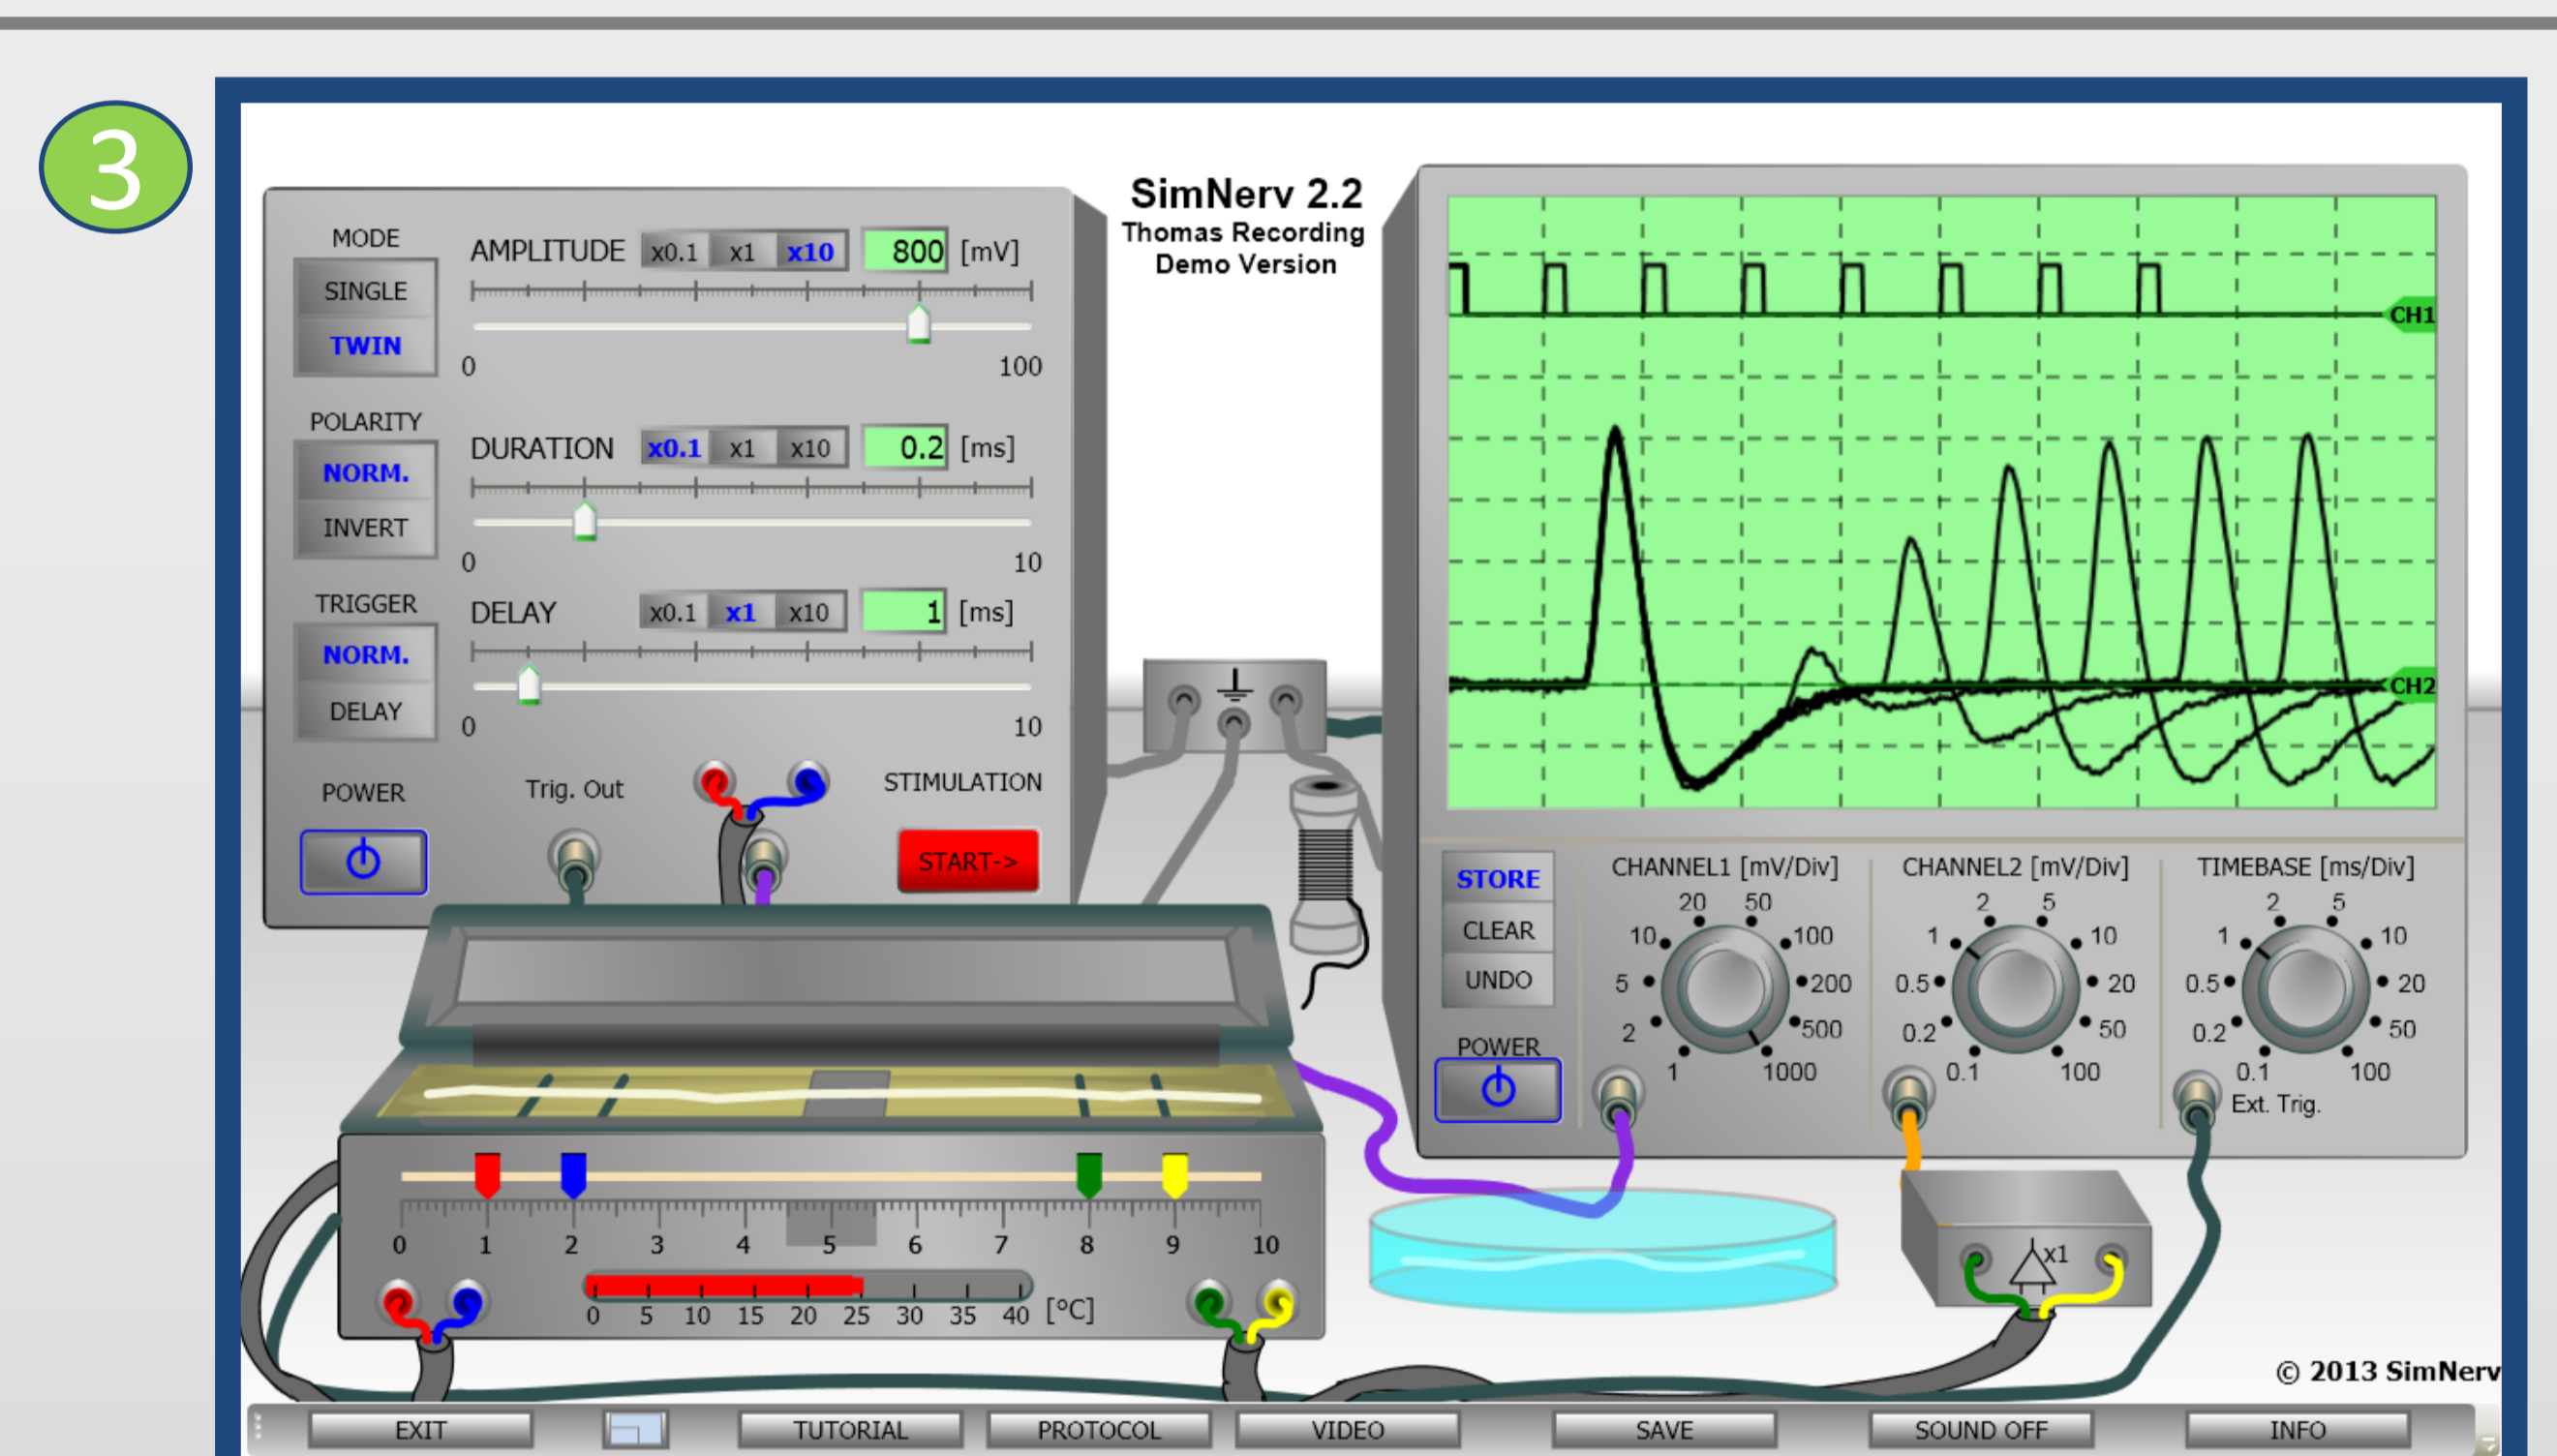 3
SimNerv 2.2
Thomas Recording
Demo Version
MODE
SINGLE
TWIN
AMPLITUDE x0.1 x1 x10 800 [mV]
0 100
POLARITY
NORM.
INVERT
DURATION x0.1 x1 x10 0.2 [ms]
0 10
TRIGGER
NORM.
DELAY
DELAY x0.1 x1 x10 1 [ms]
0 10
POWER
Trig. Out
STIMULATION
START->
CH1
CH2
STORE
CLEAR
UNDO
POWER
CHANNEL1 [mV/Div]
20 50
10 100
5 200
2 500
1 1000
CHANNEL2 [mV/Div]
2 5
1 10
0.5 20
0.2 50
0.1 100
TIMEBASE [ms/Div]
2 5
1 10
0.5 20
0.2 50
0.1 100
Ext. Trig.
0 1 2 3 4 5 6 7 8 9 10
0 5 10 15 20 25 30 35 40 [°C]
x1
© 2013 SimNerv
EXIT TUTORIAL PROTOCOL VIDEO SAVE SOUND OFF INFO